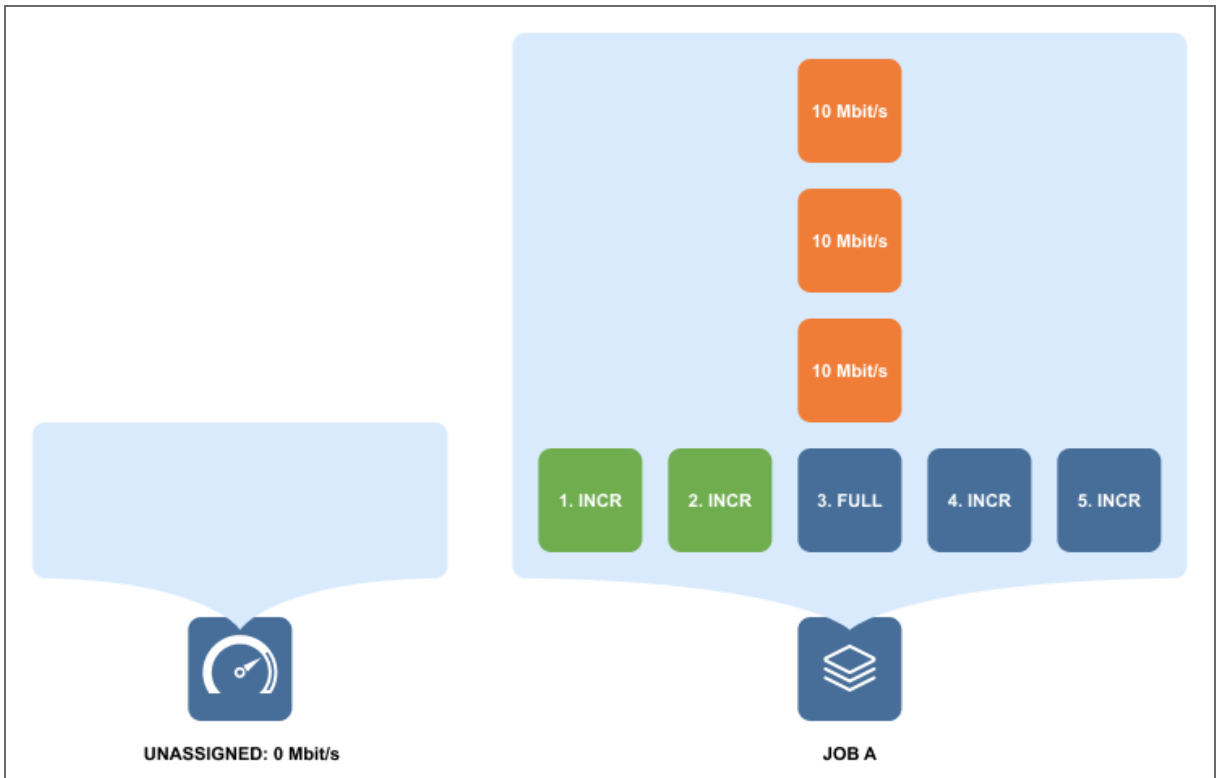 10 Mbit/s
10 Mbit/s
10 Mbit/s
1. INCR
2. INCR
3. FULL
4. INCR
5. INCR
UNASSIGNED: 0 Mbit/s
JOB A